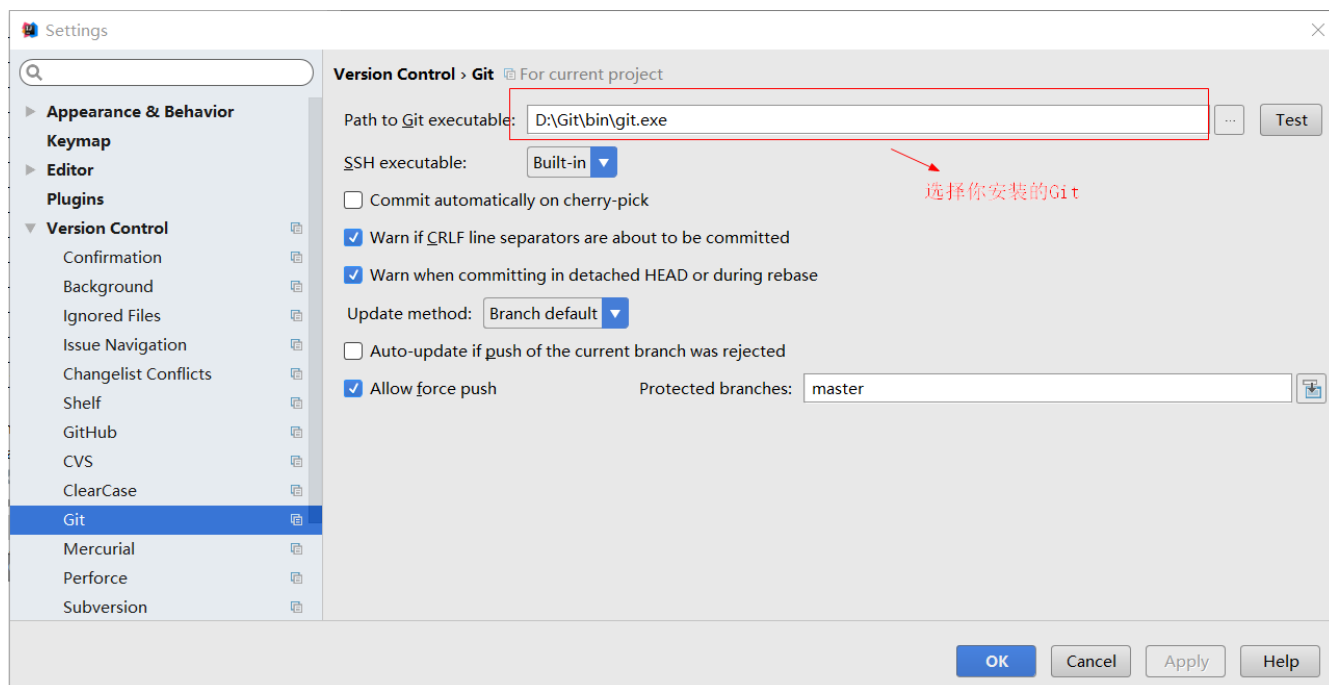 Settings
Version Control › Git For current project
Appearance & Behavior
Keymap
Editor
Plugins
Version Control
Confirmation
Background
Ignored Files
Issue Navigation
Changelist Conflicts
Shelf
GitHub
CVS
ClearCase
Git
Mercurial
Perforce
Subversion
Path to Git executable: D:\Git\bin\git.exe ... Test
SSH executable: Built-in
选择你安装的Git
Commit automatically on cherry-pick
Warn if CRLF line separators are about to be committed
Warn when committing in detached HEAD or during rebase
Update method: Branch default
Auto-update if push of the current branch was rejected
Allow force push Protected branches: master
OK Cancel Apply Help